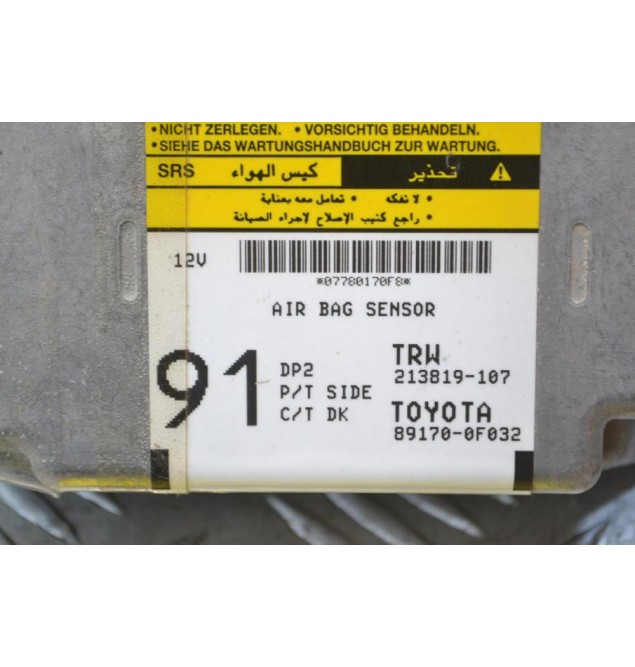 • NICHT ZERLEGEN. • VORSICHTIG BEHANDELN.
• SIEHE DAS WARTUNGSHANDBUCH ZUR WARTUNG.
SRS كيس الهواء تحذير
• لا تفكه • تعامل معه بعناية
• راجع كتيب الإصلاح لإجراء الصيانة
12V
*07780170F8*
AIR BAG SENSOR
91
DP2
P/T SIDE
C/T DK
TRW
213819-107
TOYOTA
89170-0F032